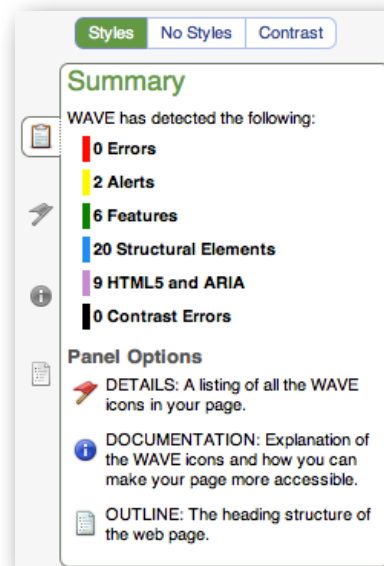 Styles No Styles Contrast
Summary
WAVE has detected the following:
0 Errors
2 Alerts
6 Features
20 Structural Elements
9 HTML5 and ARIA
0 Contrast Errors
Panel Options
DETAILS: A listing of all the WAVE
icons in your page.
DOCUMENTATION: Explanation of
the WAVE icons and how you can
make your page more accessible.
OUTLINE: The heading structure of
the web page.